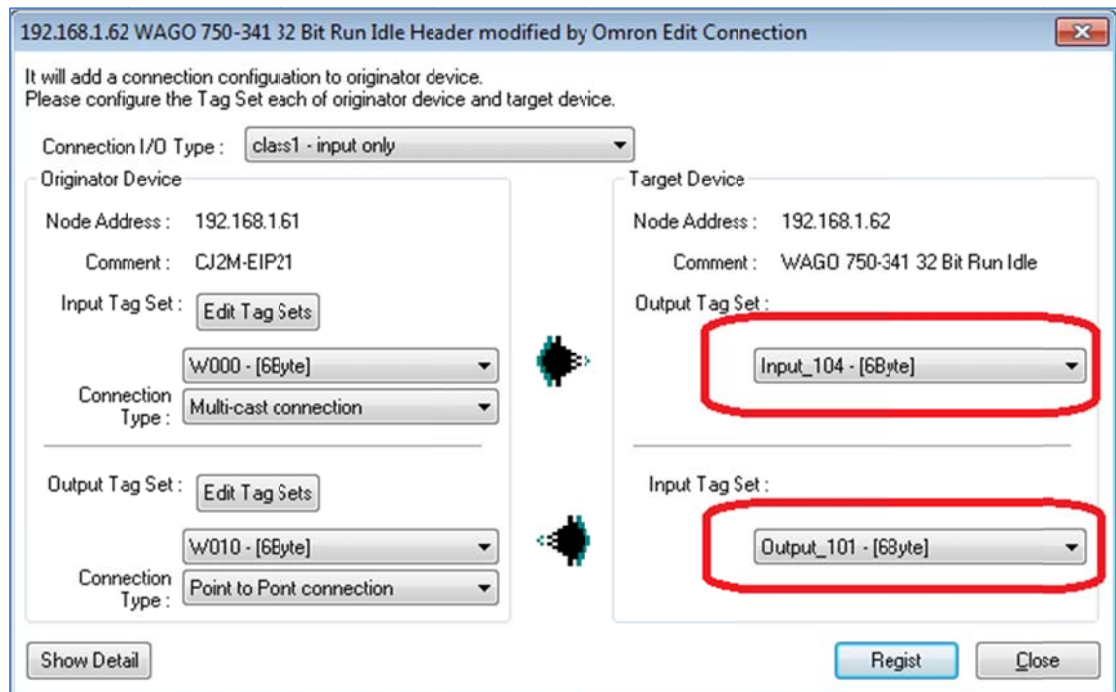 192.168.1.62 WAGO 750-341 32 Bit Run Idle Header modified by Omron Edit Connection
It will add a connection configuation to originator device.
Please configure the Tag Set each of originator device and target device.
Connection I/O Type : class1 - input only
Originator Device
Node Address : 192.168.1.61
Comment : CJ2M-EIP21
Input Tag Set : Edit Tag Sets
W000 - [6Byte]
Connection Type : Multi-cast connection
Output Tag Set : Edit Tag Sets
W010 - [6Byte]
Connection Type : Point to Pont connection
Target Device
Node Address : 192.168.1.62
Comment : WAGO 750-341 32 Bit Run Idle
Output Tag Set :
Input_104 - [6Byte]
Input Tag Set :
Output_101 - [6Byte]
Show Detail
Regist
Close